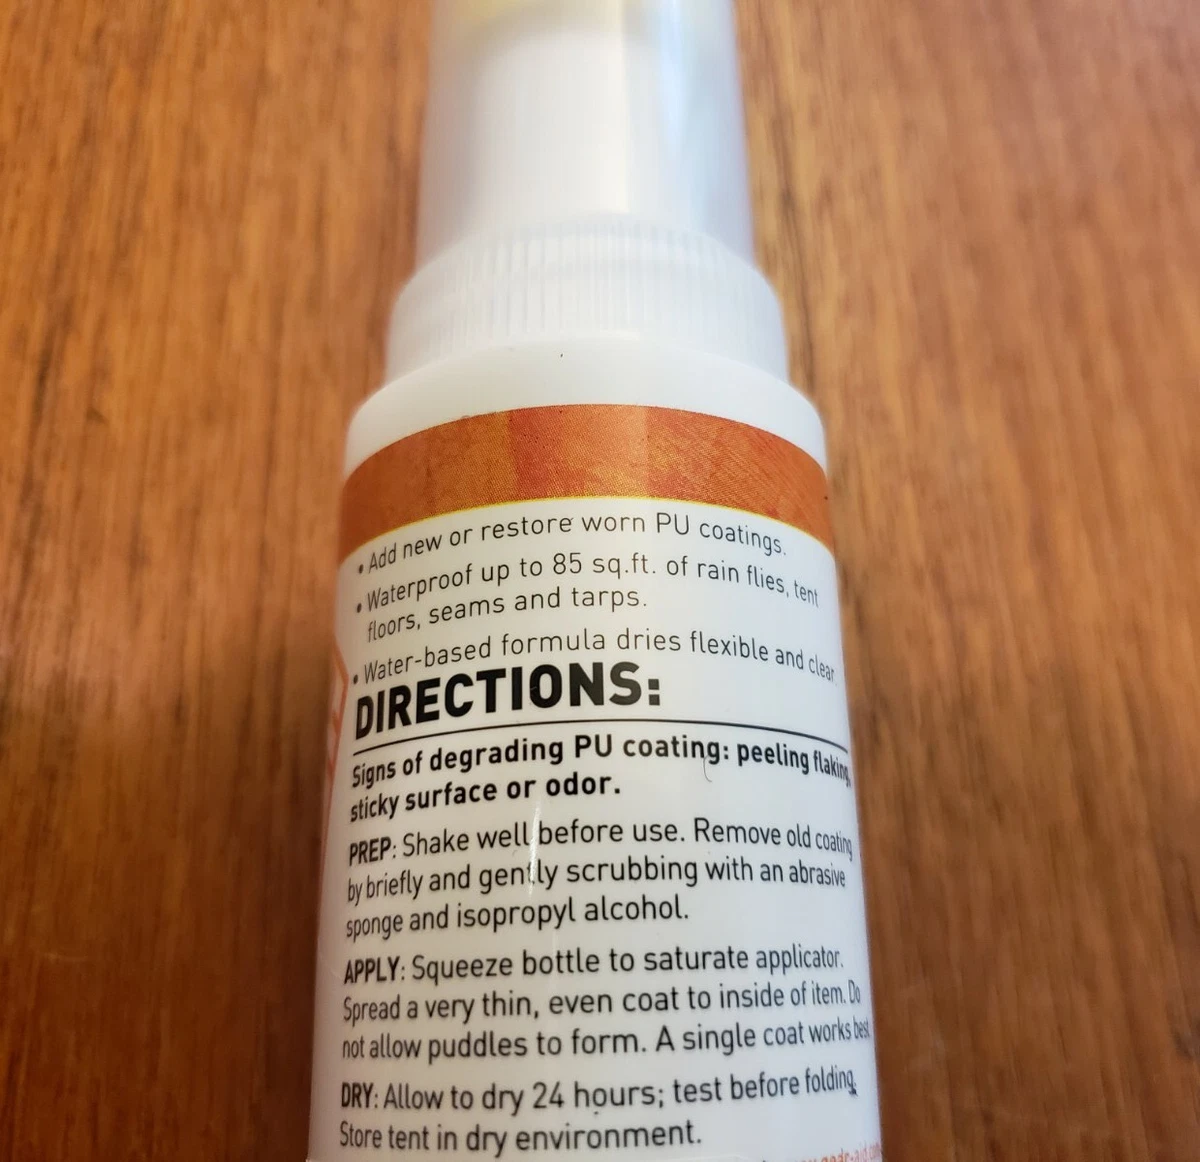 • Add new or restore worn PU coatings.
• Waterproof up to 85 sq.ft. of rain flies, tent
floors, seams and tarps.
• Water-based formula dries flexible and clear.
DIRECTIONS:
Signs of degrading PU coating: peeling flaking,
sticky surface or odor.
PREP: Shake well before use. Remove old coating
by briefly and gently scrubbing with an abrasive
sponge and isopropyl alcohol.
APPLY: Squeeze bottle to saturate applicator.
Spread a very thin, even coat to inside of item. Do
not allow puddles to form. A single coat works best
DRY: Allow to dry 24 hours; test before folding.
Store tent in dry environment.